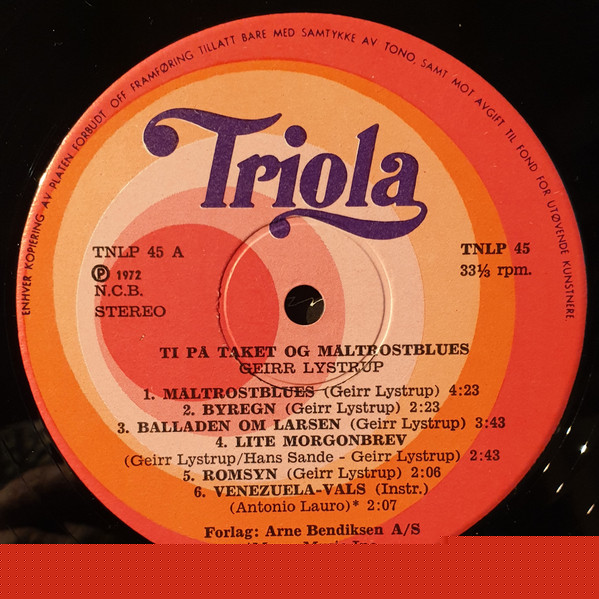 ENHVER KOPIERING AV PLATEN FORBUDT OFF FRAMFØRING TILLATT BARE MED SAMTYKKE AV TONO, SAMT MOT AVGIFT TIL FOND FOR UTØVENDE KUNSTNERE
Triola
TNLP 45 A
Ⓟ 1972
N.C.B.
STEREO
TNLP 45
33⅓ rpm.
TI PÅ TAKET OG MÅLTROSTBLUES
GEIRR LYSTRUP
1. MÅLTROSTBLUES (Geirr Lystrup) 4:23
2. BYREGN (Geirr Lystrup) 2:23
3. BALLADEN OM LARSEN (Geirr Lystrup) 3:43
4. LITE MORGONBREV
(Geirr Lystrup/Hans Sande - Geirr Lystrup) 2:43
5. ROMSYN (Geirr Lystrup) 2:06
6. VENEZUELA-VALS (Instr.)
(Antonio Lauro)* 2:07
Forlag: Arne Bendiksen A/S